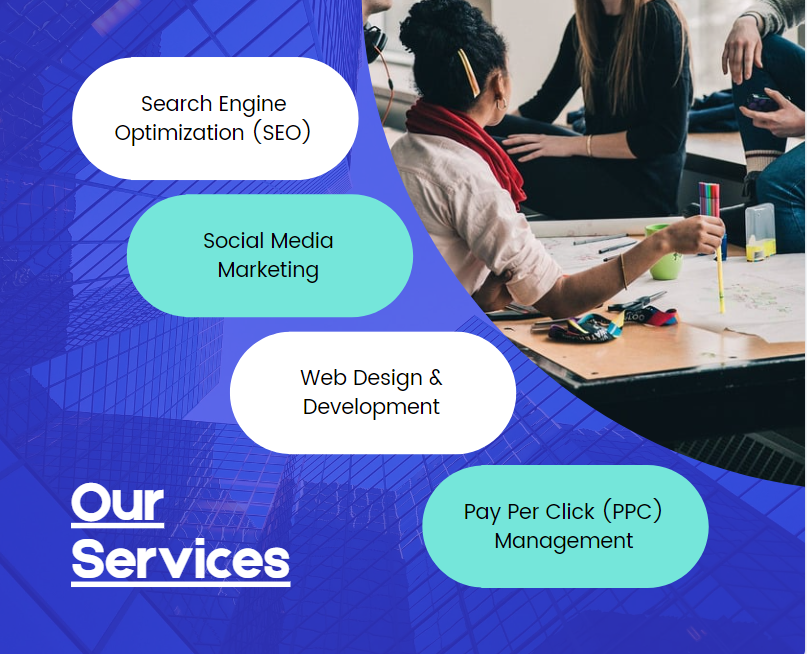 Search Engine
Optimization (SEO)
Social Media
Marketing
Web Design &
Development
Pay Per Click (PPC)
Management
Our
Services